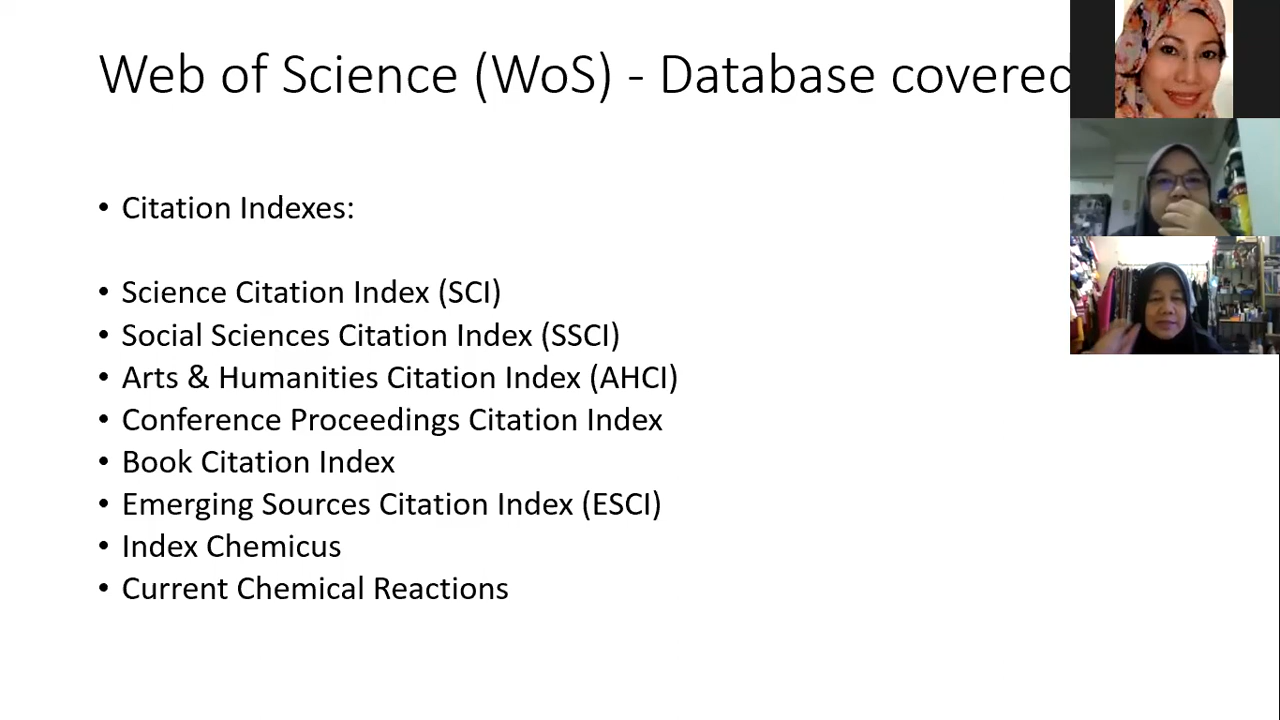 Web of Science (WoS) - Database covered
• Citation Indexes:
• Science Citation Index (SCI)
• Social Sciences Citation Index (SSCI)
• Arts & Humanities Citation Index (AHCI)
• Conference Proceedings Citation Index
• Book Citation Index
• Emerging Sources Citation Index (ESCI)
• Index Chemicus
• Current Chemical Reactions